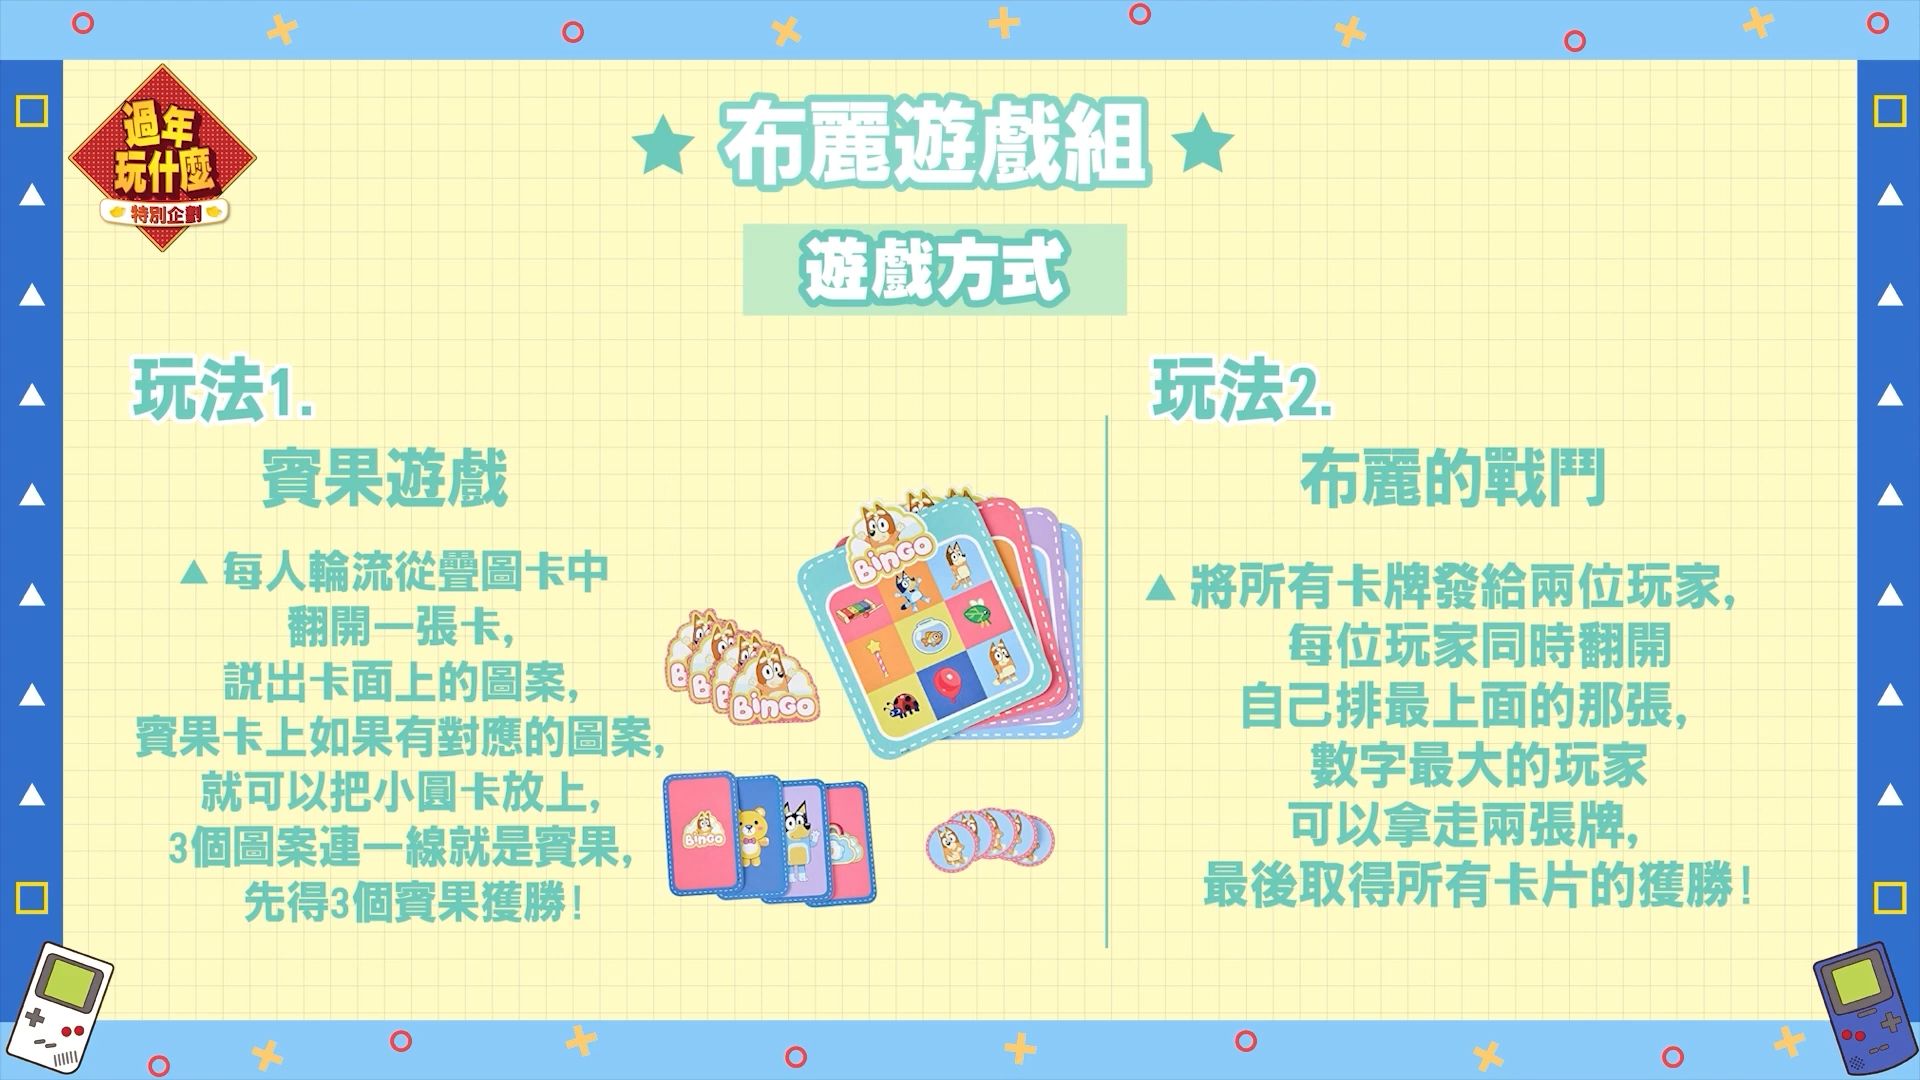 過年
玩什麼
特別企劃
布麗遊戲組
遊戲方式
玩法1.
賓果遊戲
▲ 每人輪流從疊圖卡中
翻開一張卡,
說出卡面上的圖案,
賓果卡上如果有對應的圖案,
就可以把小圓卡放上,
3個圖案連一線就是賓果,
先得3個賓果獲勝!
BinGo
BinGo
BinGo
B
B
B
玩法2.
布麗的戰鬥
▲ 將所有卡牌發給兩位玩家,
每位玩家同時翻開
自己排最上面的那張,
數字最大的玩家
可以拿走兩張牌,
最後取得所有卡片的獲勝!